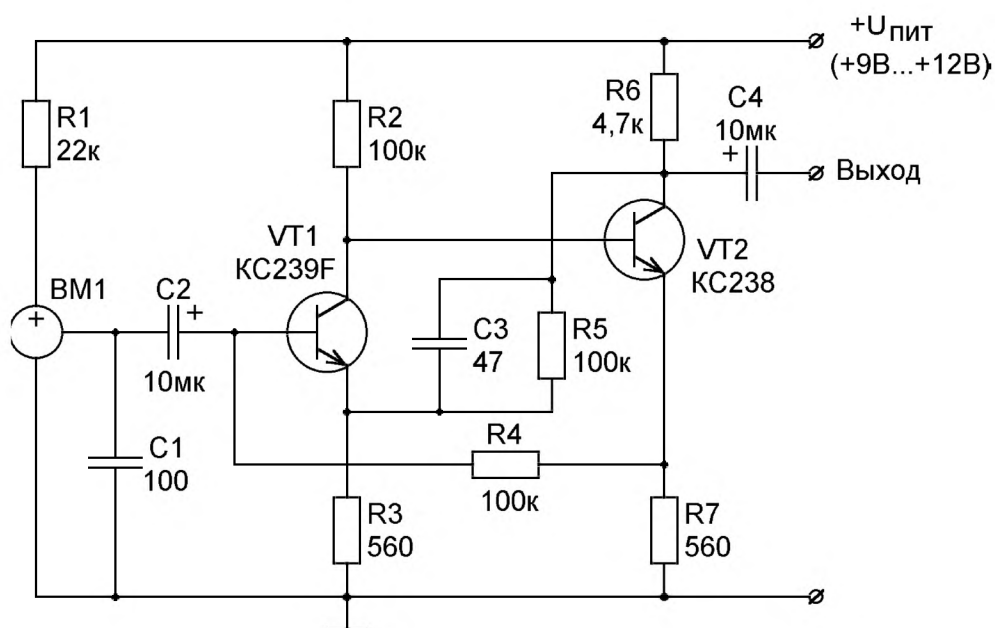 +Uпит
(+9В...+12В)
R1
22к
R2
100к
R6
4,7к
C4
10мк
+
Выход
VT1
КС239F
VT2
КС238
BM1
+
C2
+
10мк
C3
47
R5
100к
C1
100
R4
100к
R3
560
R7
560